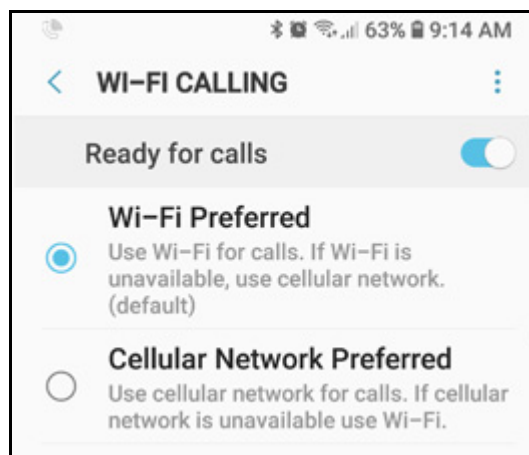 63% 9:14 AM
WI-FI CALLING
Ready for calls
Wi-Fi Preferred
Use Wi-Fi for calls. If Wi-Fi is
unavailable, use cellular network.
(default)
Cellular Network Preferred
Use cellular network for calls. If cellular
network is unavailable use Wi-Fi.